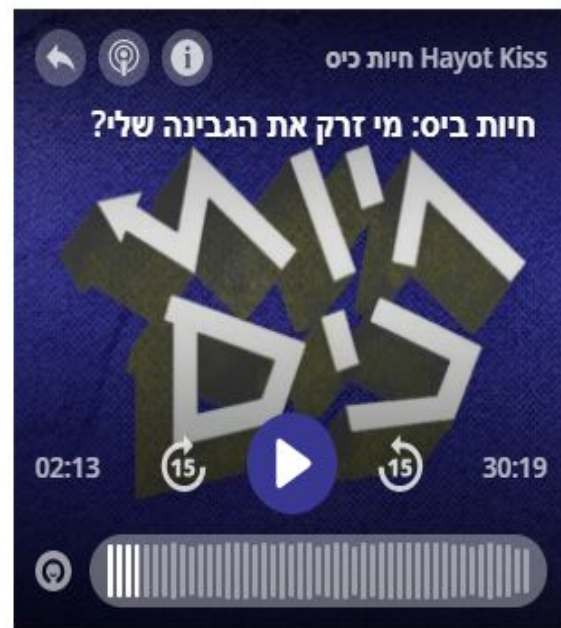 חיות כיס Hayot Kiss
חיות ביס: מי זרק את הגבינה שלי?
חיות
כיס
02:13 15 15 30:19